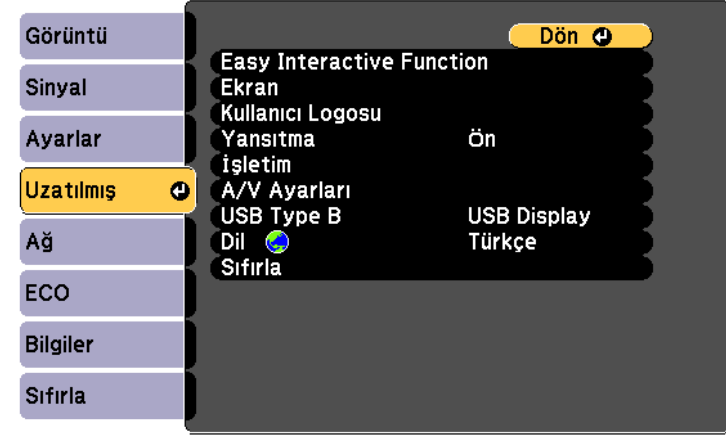 Görüntü
Sinyal
Ayarlar
Uzatılmış
Ağ
ECO
Bilgiler
Sıfırla
Dön
Easy Interactive Function
Ekran
Kullanıcı Logosu
Yansıtma Ön
İşletim
A/V Ayarları
USB Type B USB Display
Dil Türkçe
Sıfırla